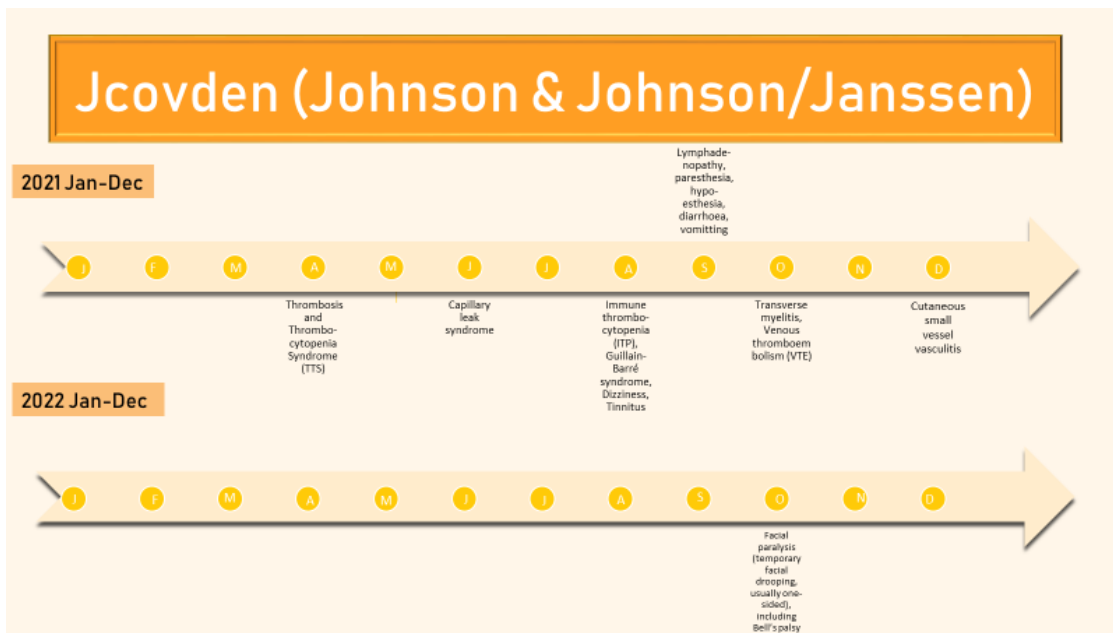 Jcovden (Johnson & Johnson/Janssen)
2021 Jan-Dec
Lymphade-
nopathy,
paresthesia,
hypo-
esthesia,
diarrhoea,
vomitting
J F M A M J J A S O N D
Thrombosis
and
Thrombo-
cytopenia
Syndrome
(TTS)
Capillary
leak
syndrome
Immune
thrombo-
cytopenia
(ITP),
Guillain-
Barré
syndrome,
Dizziness,
Tinnitus
Transverse
myelitis,
Venous
thromboem
bolism (VTE)
Cutaneous
small
vessel
vasculitis
2022 Jan-Dec
J F M A M J J A S O N D
Facial
paralysis
(temporary
facial
drooping,
usually one-
sided),
including
Bell's palsy